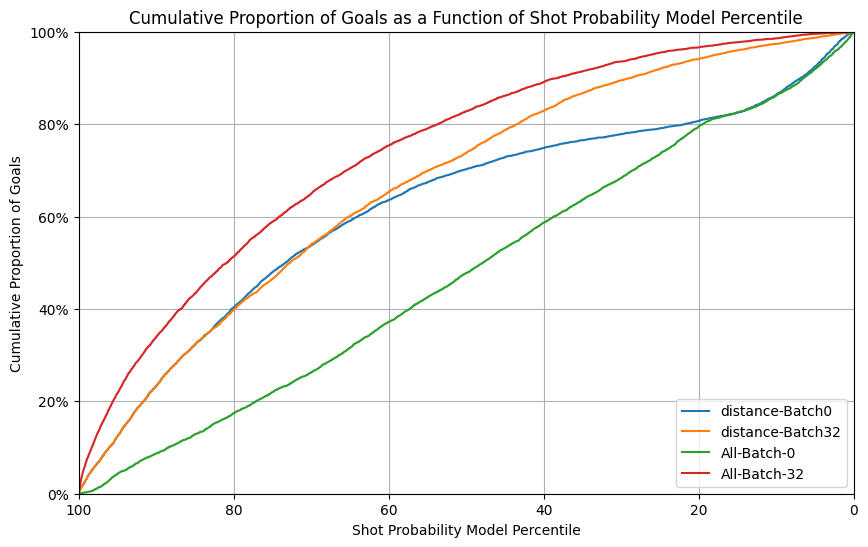 Cumulative Proportion of Goals as a Function of Shot Probability Model Percentile
100%
80%
60%
40%
20%
0%
Cumulative Proportion of Goals
100 80 60 40 20 0
Shot Probability Model Percentile
distance-Batch0
distance-Batch32
All-Batch-0
All-Batch-32